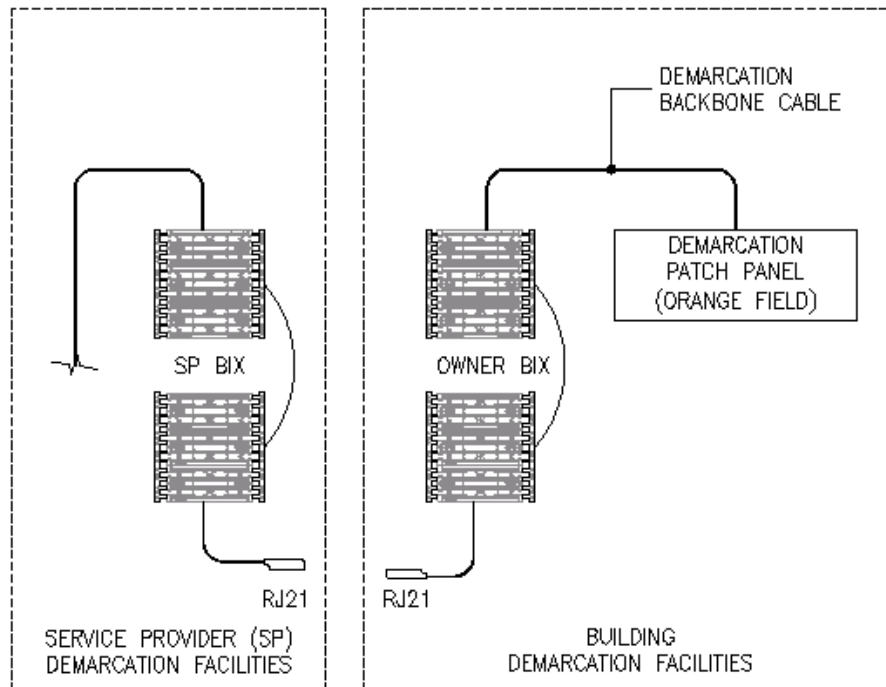 DEMARCATION
BACKBONE CABLE
DEMARCATION
PATCH PANEL
(ORANGE FIELD)
SP BIX
OWNER BIX
RJ21
RJ21
SERVICE PROVIDER (SP)
DEMARCATION FACILITIES
BUILDING
DEMARCATION FACILITIES